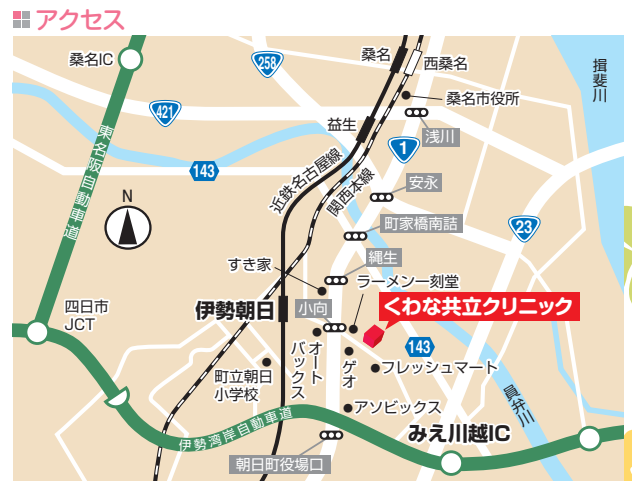 アクセス
桑名IC
258
桑名
西桑名
揖斐川
桑名市役所
421
益生
浅川
1
東名阪自動車道
143
近鉄名古屋線
関西本線
安永
N
町家橋南詰
23
縄生
すき家
ラーメン一刻堂
四日市
JCT
伊勢朝日
小向
くわな共立クリニック
オート
バックス
ゲオ
143
フレッシュマート
町立朝日
小学校
アソビックス
員弁川
伊勢湾岸自動車道
みえ川越IC
朝日町役場口